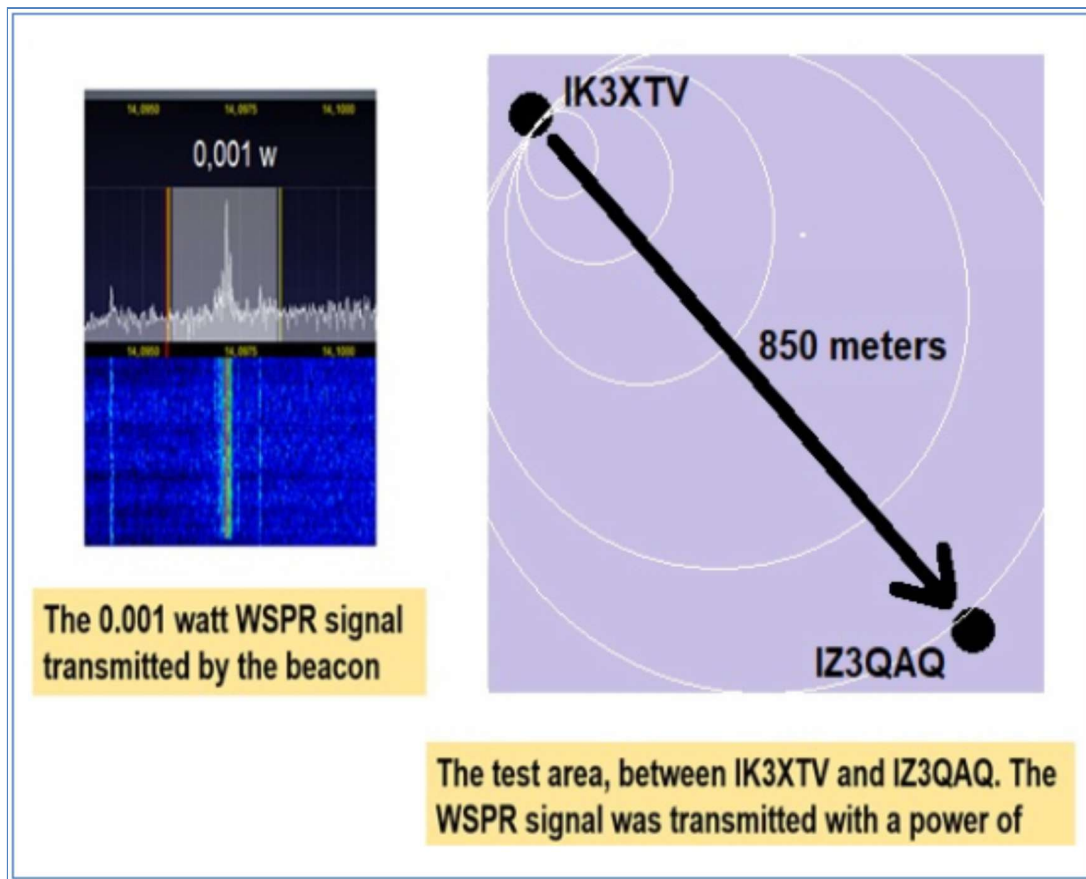 14,0950 14,0975 14,1000
0,001 w
14,0950 14,0975 14,1000
The 0.001 watt WSPR signal
transmitted by the beacon
IK3XTV
850 meters
IZ3QAQ
The test area, between IK3XTV and IZ3QAQ. The
WSPR signal was transmitted with a power of